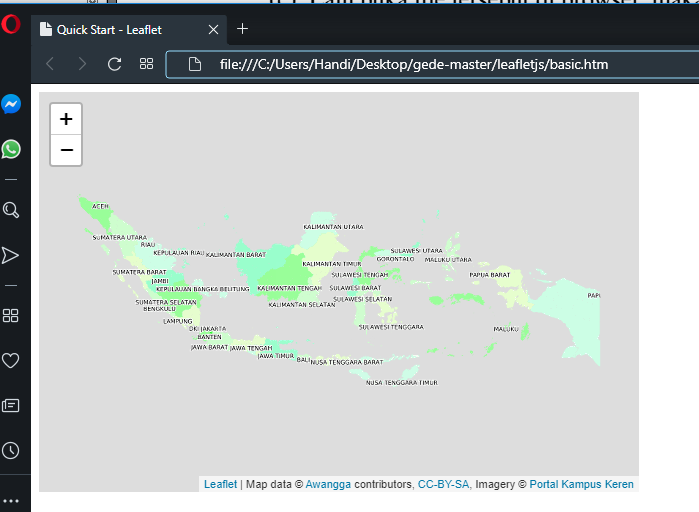 Quick Start - Leaflet
file:///C:/Users/Handi/Desktop/gede-master/leafletjs/basic.htm
+
−
ACEH
KALIMANTAN UTARA
SUMATERA UTARA
RIAU
KEPULAUAN RIAU
KALIMANTAN BARAT
SULAWESI UTARA
GORONTALO
MALUKU UTARA
KALIMANTAN TIMUR
SUMATERA BARAT
SULAWESI TENGAH
PAPUA BARAT
JAMBI
KEPULAUAN BANGKA BELITUNG
KALIMANTAN TENGAH
SULAWESI BARAT
PAPU
SUMATERA SELATAN
BENGKULU
KALIMANTAN SELATAN
SULAWESI SELATAN
LAMPUNG
DKI JAKARTA
SULAWESI TENGGARA
MALUKU
BANTEN
JAWA BARAT
JAWA TENGAH
JAWA TIMUR
BALI
NUSA TENGGARA BARAT
NUSA TENGGARA TIMUR
Leaflet | Map data © Awangga contributors, CC-BY-SA, Imagery © Portal Kampus Keren